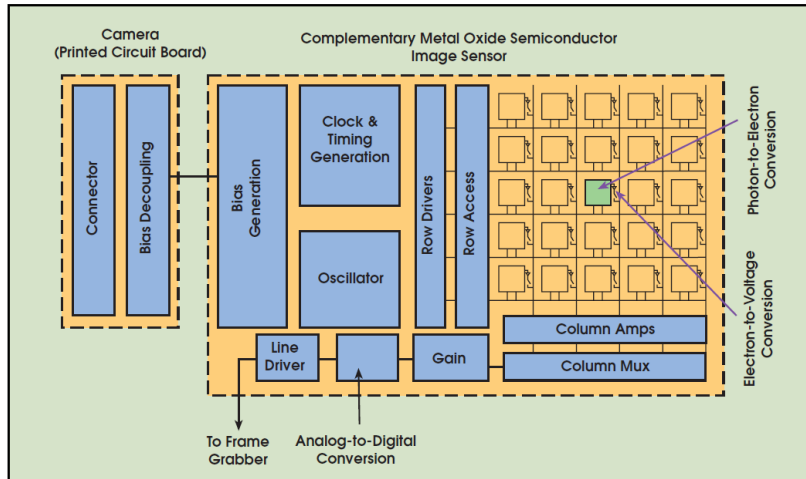 Camera
(Printed Circuit Board)
Complementary Metal Oxide Semiconductor
Image Sensor
Connector
Bias Decoupling
Bias
Generation
Clock &
Timing
Generation
Oscillator
Row Drivers
Row Access
Photon-to-Electron
Conversion
Electron-to-Voltage
Conversion
Line
Driver
Gain
Column Amps
Column Mux
To Frame
Grabber
Analog-to-Digital
Conversion